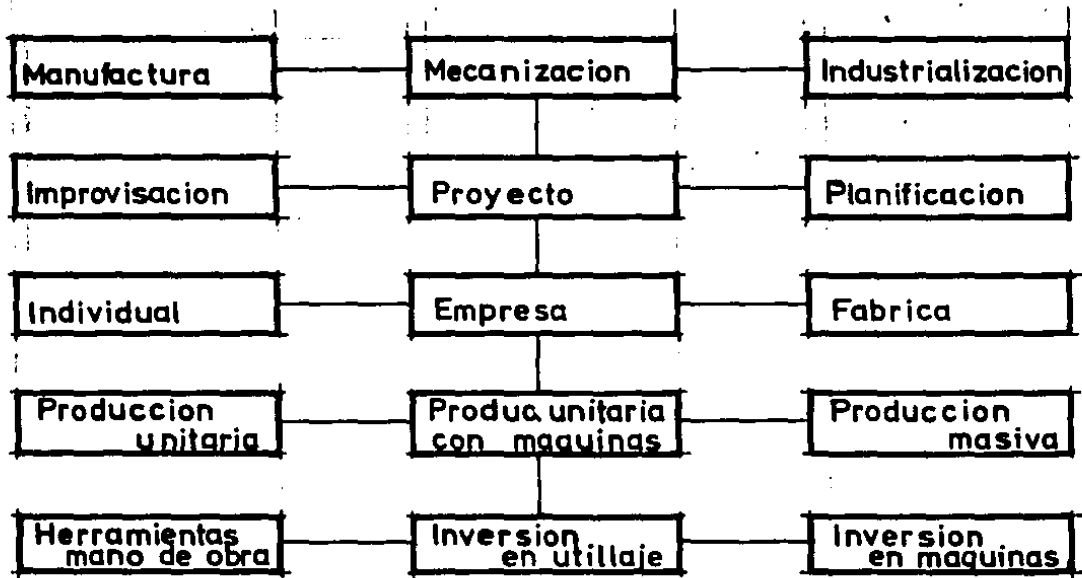 Manufactura
Mecanizacion
Industrializacion
Improvisacion
Proyecto
Planificacion
Individual
Empresa
Fabrica
Produccion
unitaria
Produc. unitaria
con maquinas
Produccion
masiva
Herramientas
mano de obra
Inversion
en utillaje
Inversion
en maquinas